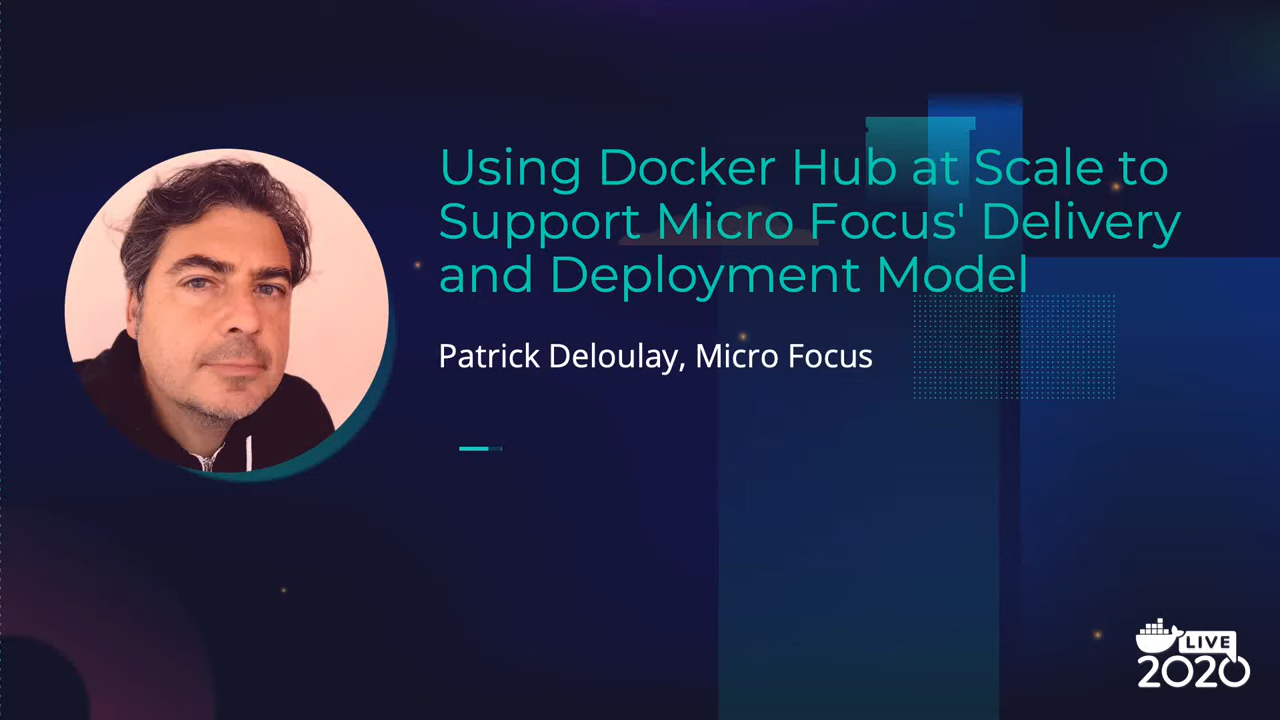 Using Docker Hub at Scale to
Support Micro Focus' Delivery
and Deployment Model
Patrick Deloulay, Micro Focus
LIVE
2020